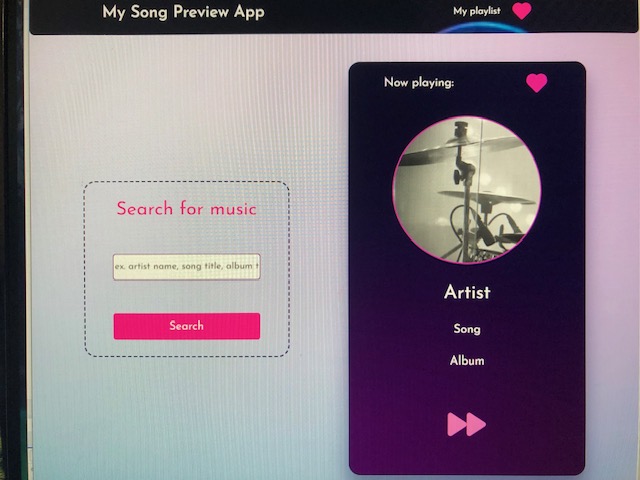 My Song Preview App
My playlist
Search for music
ex. artist name, song title, album t
Search
Now playing:
Artist
Song
Album